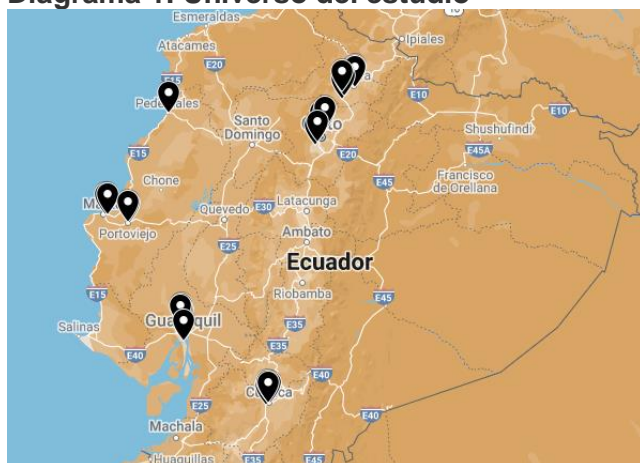 Diagrama 1. Universo del estudio
Esmeraldas
Atacames
Ipiales
E15
E20
E10
E10
Santo
Domingo
E20
Shushufindi
E45A
E15
Chone
E45
Francisco
de Orellana
Latacunga
Quevedo
E30
Portoviejo
E25
Ambato
Ecuador
E15
Riobamba
E45
Salinas
E35
E40
E35
E40
E25
E40
Machala
Huaquillas
E35
E45